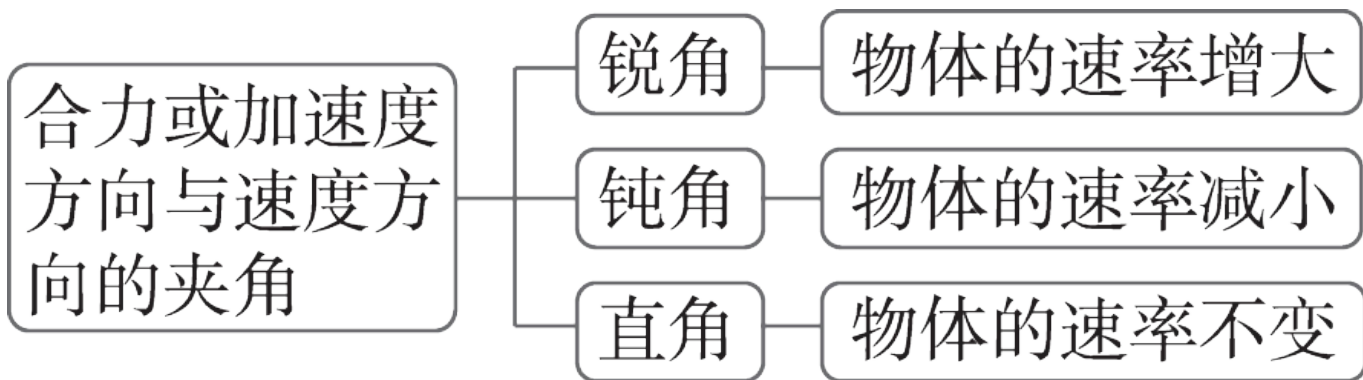 合力或加速度
方向与速度方
向的夹角
锐角
物体的速率增大
钝角
物体的速率减小
直角
物体的速率不变